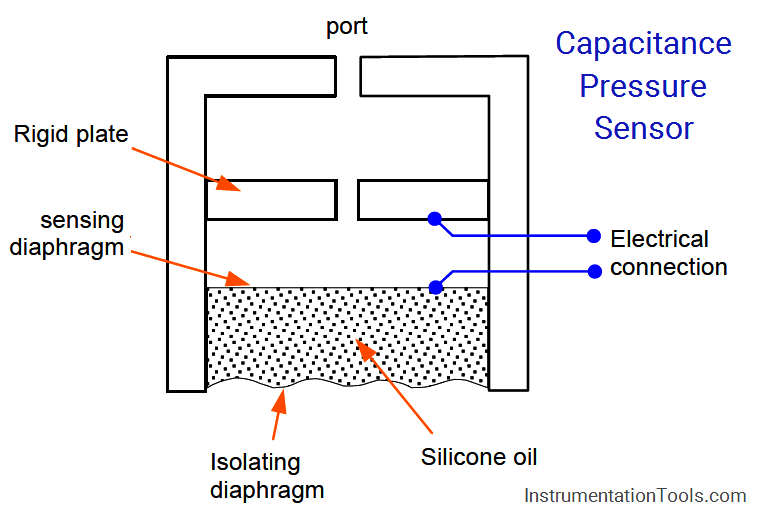 port
Capacitance
Pressure
Sensor
Rigid plate
sensing
diaphragm
Electrical
connection
Isolating
diaphragm
Silicone oil
InstrumentationTools.com